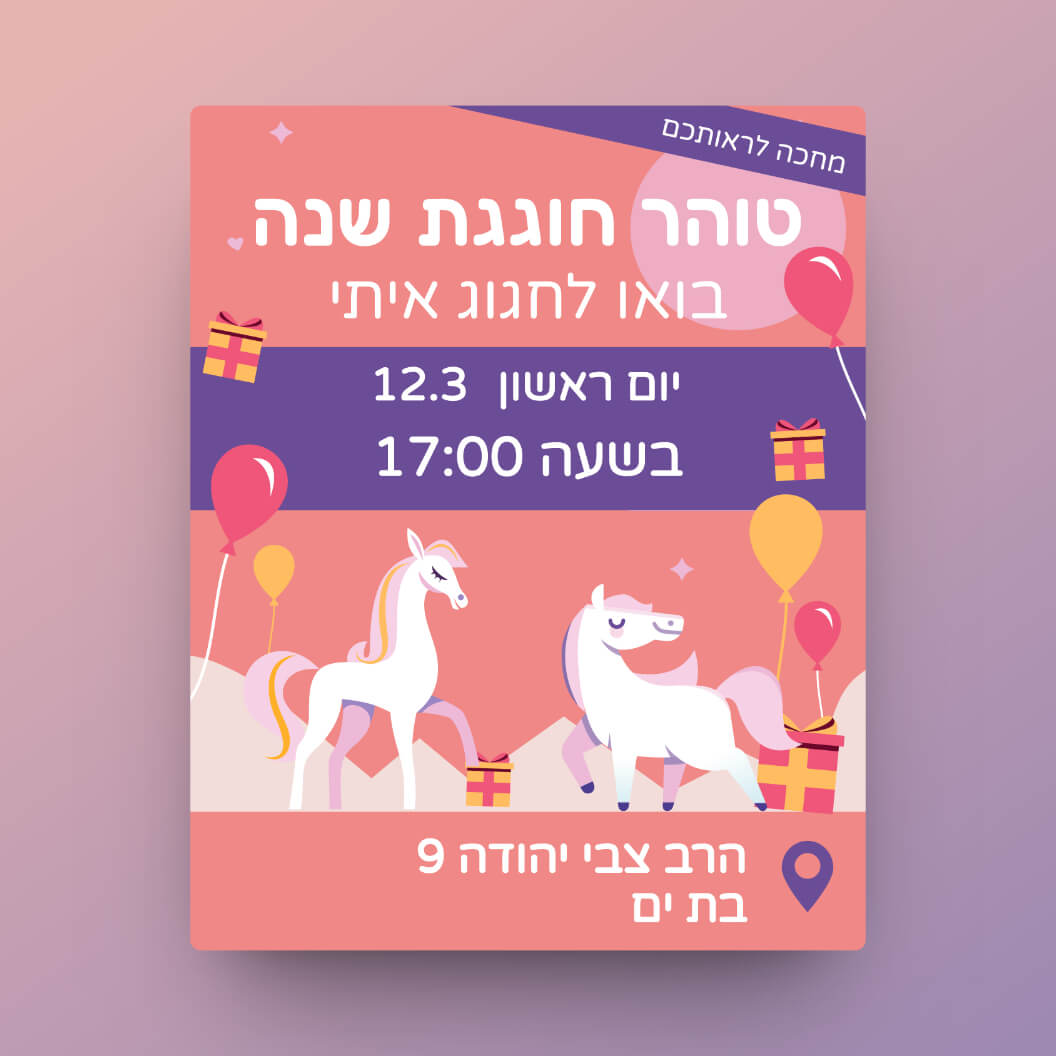 מחכה לראותכם
טוהר חוגגת שנה
בואו לחגוג איתי
יום ראשון 12.3
בשעה 17:00
הרב צבי יהודה 9
בת ים